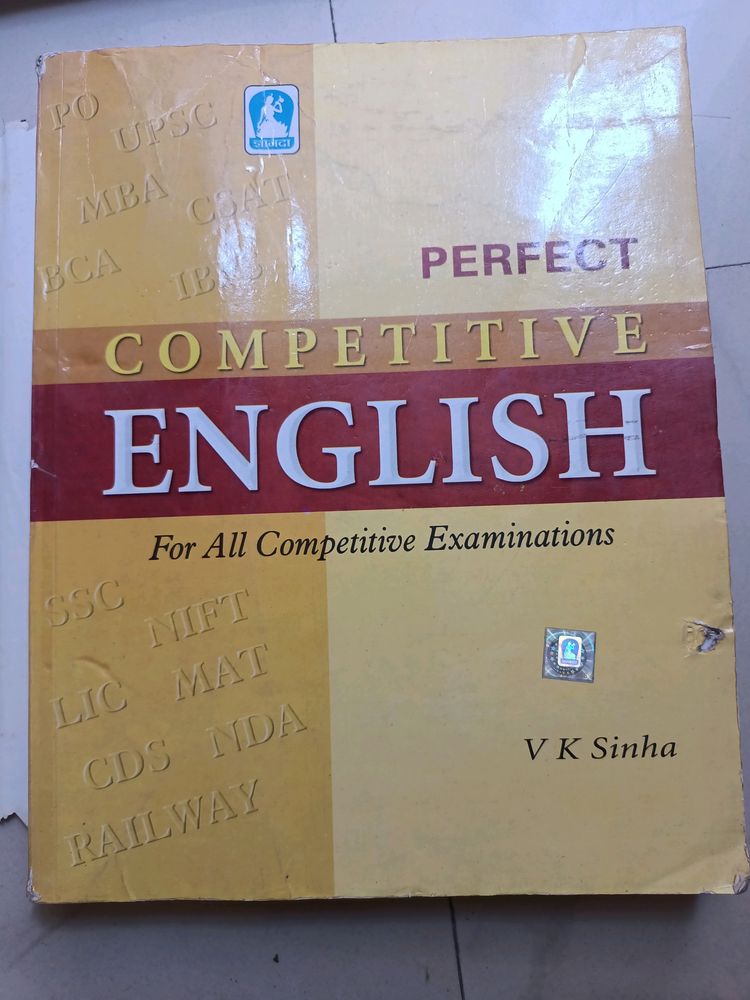 PO
UPSC
ज्ञानदा
MBA
CSAT
BCA
PERFECT
COMPETITIVE
ENGLISH
For All Competitive Examinations
SSC
NIFT
LIC
MAT
CDS
NDA
V K Sinha
RAILWAY